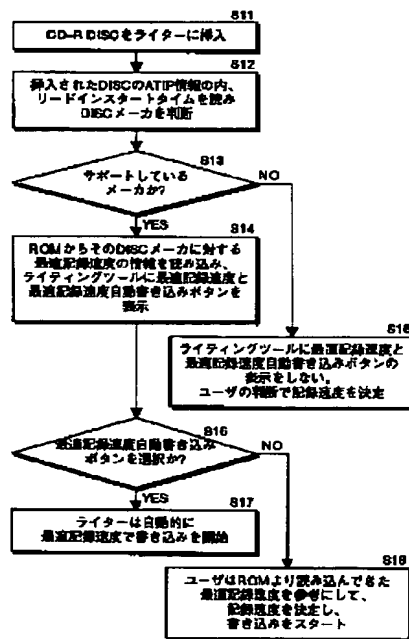 S11
CD-R DISCをライターに挿入
S12
挿入されたDISCのATIP情報の内、
リードインスタートタイムを読み
DISCメーカを判断
S13
サポートしている
メーカか?
NO
YES
S14
ROMからそのDISCメーカに対する
最適記録速度の情報を読み込み、
ライティングツールに最適記録速度と
最適記録速度自動書き込みボタンを
表示
S15
ライティングツールに最適記録速度と
最適記録速度自動書き込みボタンの
表示をしない。
ユーザの判断で記録速度を決定
S16
最適記録速度自動書き込み
ボタンを選択か?
NO
YES
S17
ライターは自動的に
最適記録速度で書き込みを開始
S18
ユーザはROMより読み込んできた
最適記録速度を参考にして、
記録速度を決定し、
書き込みをスタート